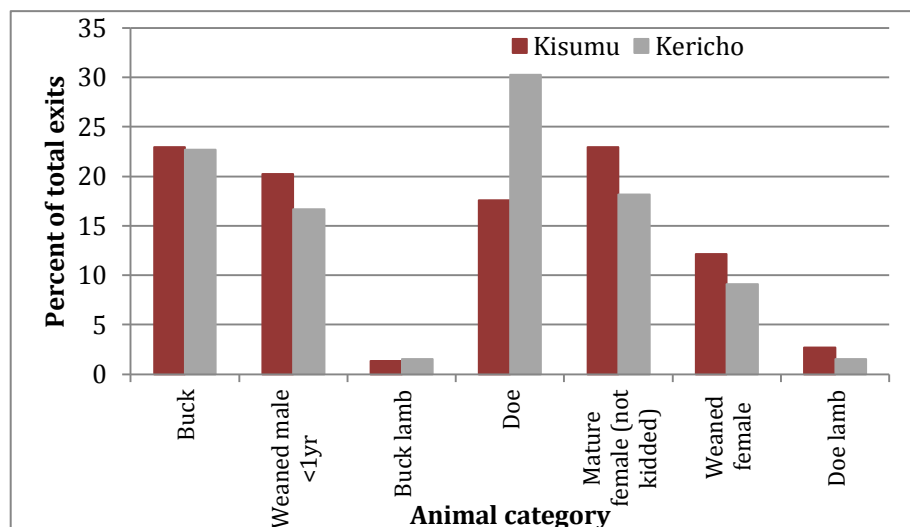 35
30
25
20
15
10
5
0
Percent of total exits
Kisumu
Kericho
Buck
Weaned male
<1yr
Buck lamb
Doe
Mature
female (not
kidded)
Weaned
female
Doe lamb
Animal category